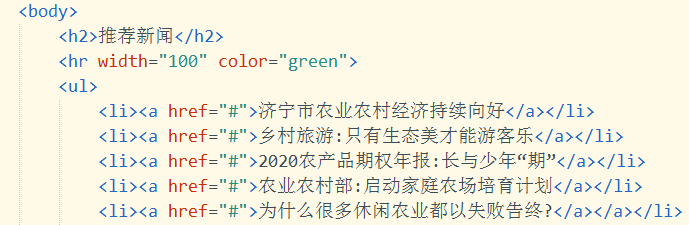 <body>
<h2>推荐新闻</h2>
<hr width="100" color="green">
<ul>
<li><a href="#">济宁市农业农村经济持续向好</a></li>
<li><a href="#">乡村旅游:只有生态美才能游客乐</a></li>
<li><a href="#">2020农产品期权年报:长与少年“期”</a></li>
<li><a href="#">农业农村部:启动家庭农场培育计划</a></li>
<li><a href="#">为什么很多休闲农业都以失败告终?</a></a></li>